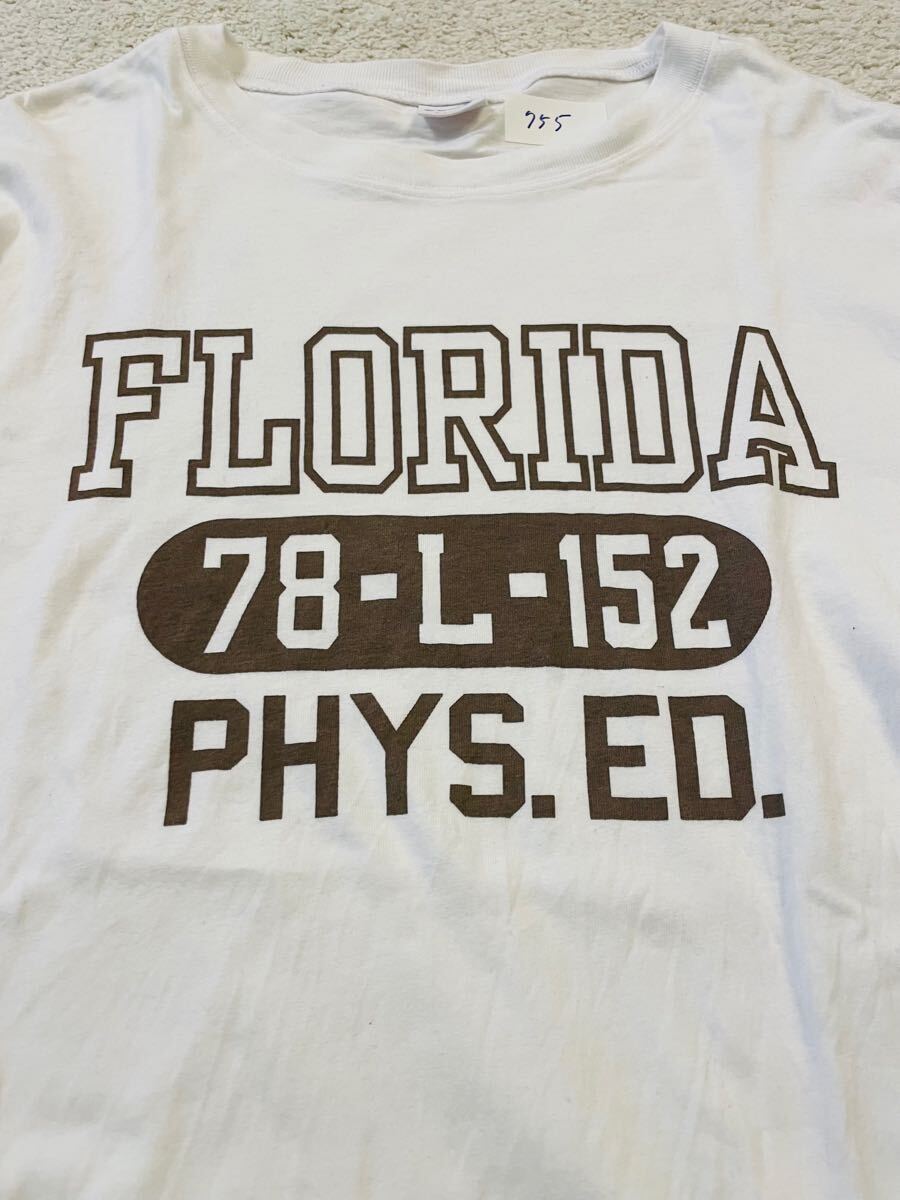 755
FLORIDA
78-L-152
PHYS. ED.